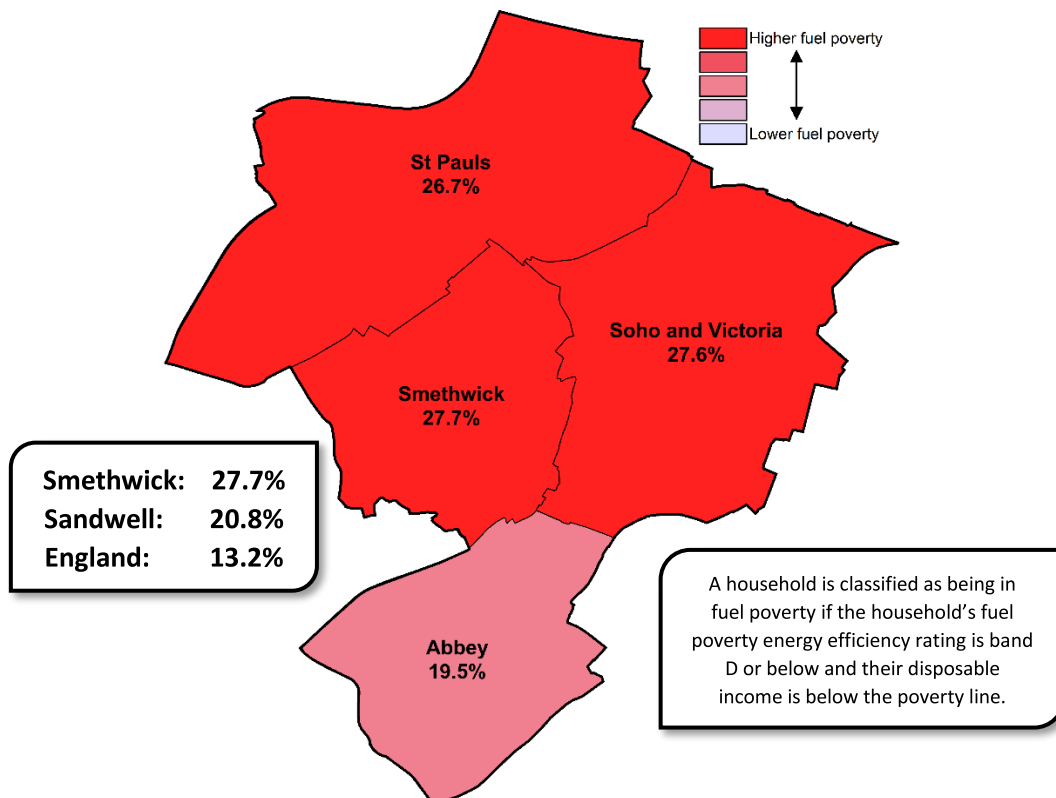 Higher fuel poverty
Lower fuel poverty
St Pauls
26.7%
Soho and Victoria
27.6%
Smethwick
27.7%
Smethwick: 27.7%
Sandwell: 20.8%
England: 13.2%
Abbey
19.5%
A household is classified as being in
fuel poverty if the household’s fuel
poverty energy efficiency rating is band
D or below and their disposable
income is below the poverty line.